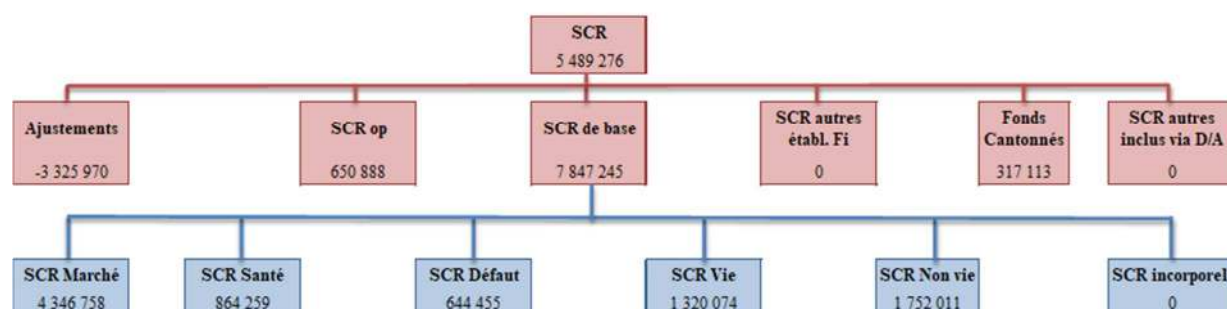 SCR
5 489 276
Ajustements
-3 325 970
SCR op
650 888
SCR de base
7 847 245
SCR autres
établ. Fi
0
Fonds
Cantonnés
317 113
SCR autres
inclus via D/A
0
SCR Marché
4 346 758
SCR Santé
864 259
SCR Défaut
644 455
SCR Vie
1 320 074
SCR Non vie
1 752 011
SCR incorporel
0